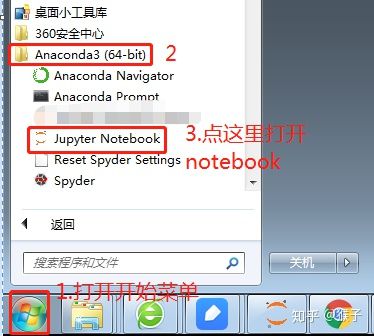 桌面小工具库
360安全中心
Anaconda3 (64-bit)
2
Anaconda Navigator
Anaconda Prompt
Jupyter Notebook
3.点这里打开
notebook
Reset Spyder Settings
Spyder
返回
搜索程序和文件
关机
1.打开开始菜单
知乎 @猴子